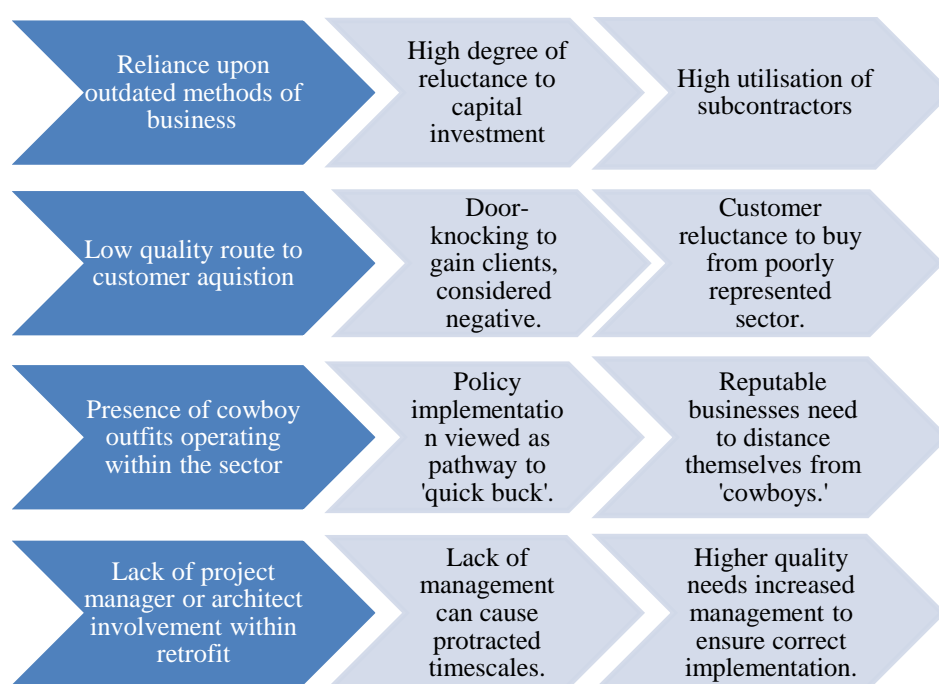 Reliance upon
outdated methods of
business
High degree of
reluctance to
capital
investment
High utilisation of
subcontractors
Low quality route to
customer aquistion
Door-
knocking to
gain clients,
considered
negative.
Customer
reluctance to buy
from poorly
represented
sector.
Presence of cowboy
outfits operating
within the sector
Policy
implementatio
n viewed as
pathway to
'quick buck'.
Reputable
businesses need
to distance
themselves from
'cowboys.'
Lack of project
manager or architect
involvement within
retrofit
Lack of
management
can cause
protracted
timescales.
Higher quality
needs increased
management to
ensure correct
implementation.